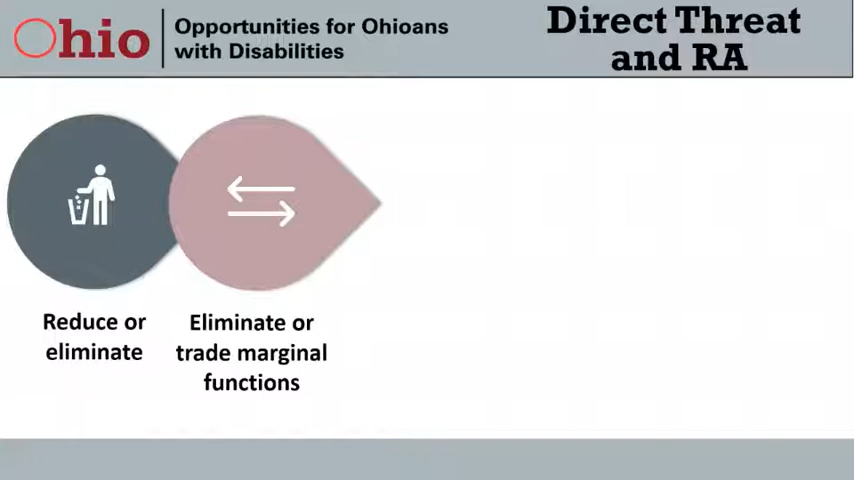 Ohio
Opportunities for Ohioans
with Disabilities
Direct Threat
and RA
Reduce or
eliminate
Eliminate or
trade marginal
functions